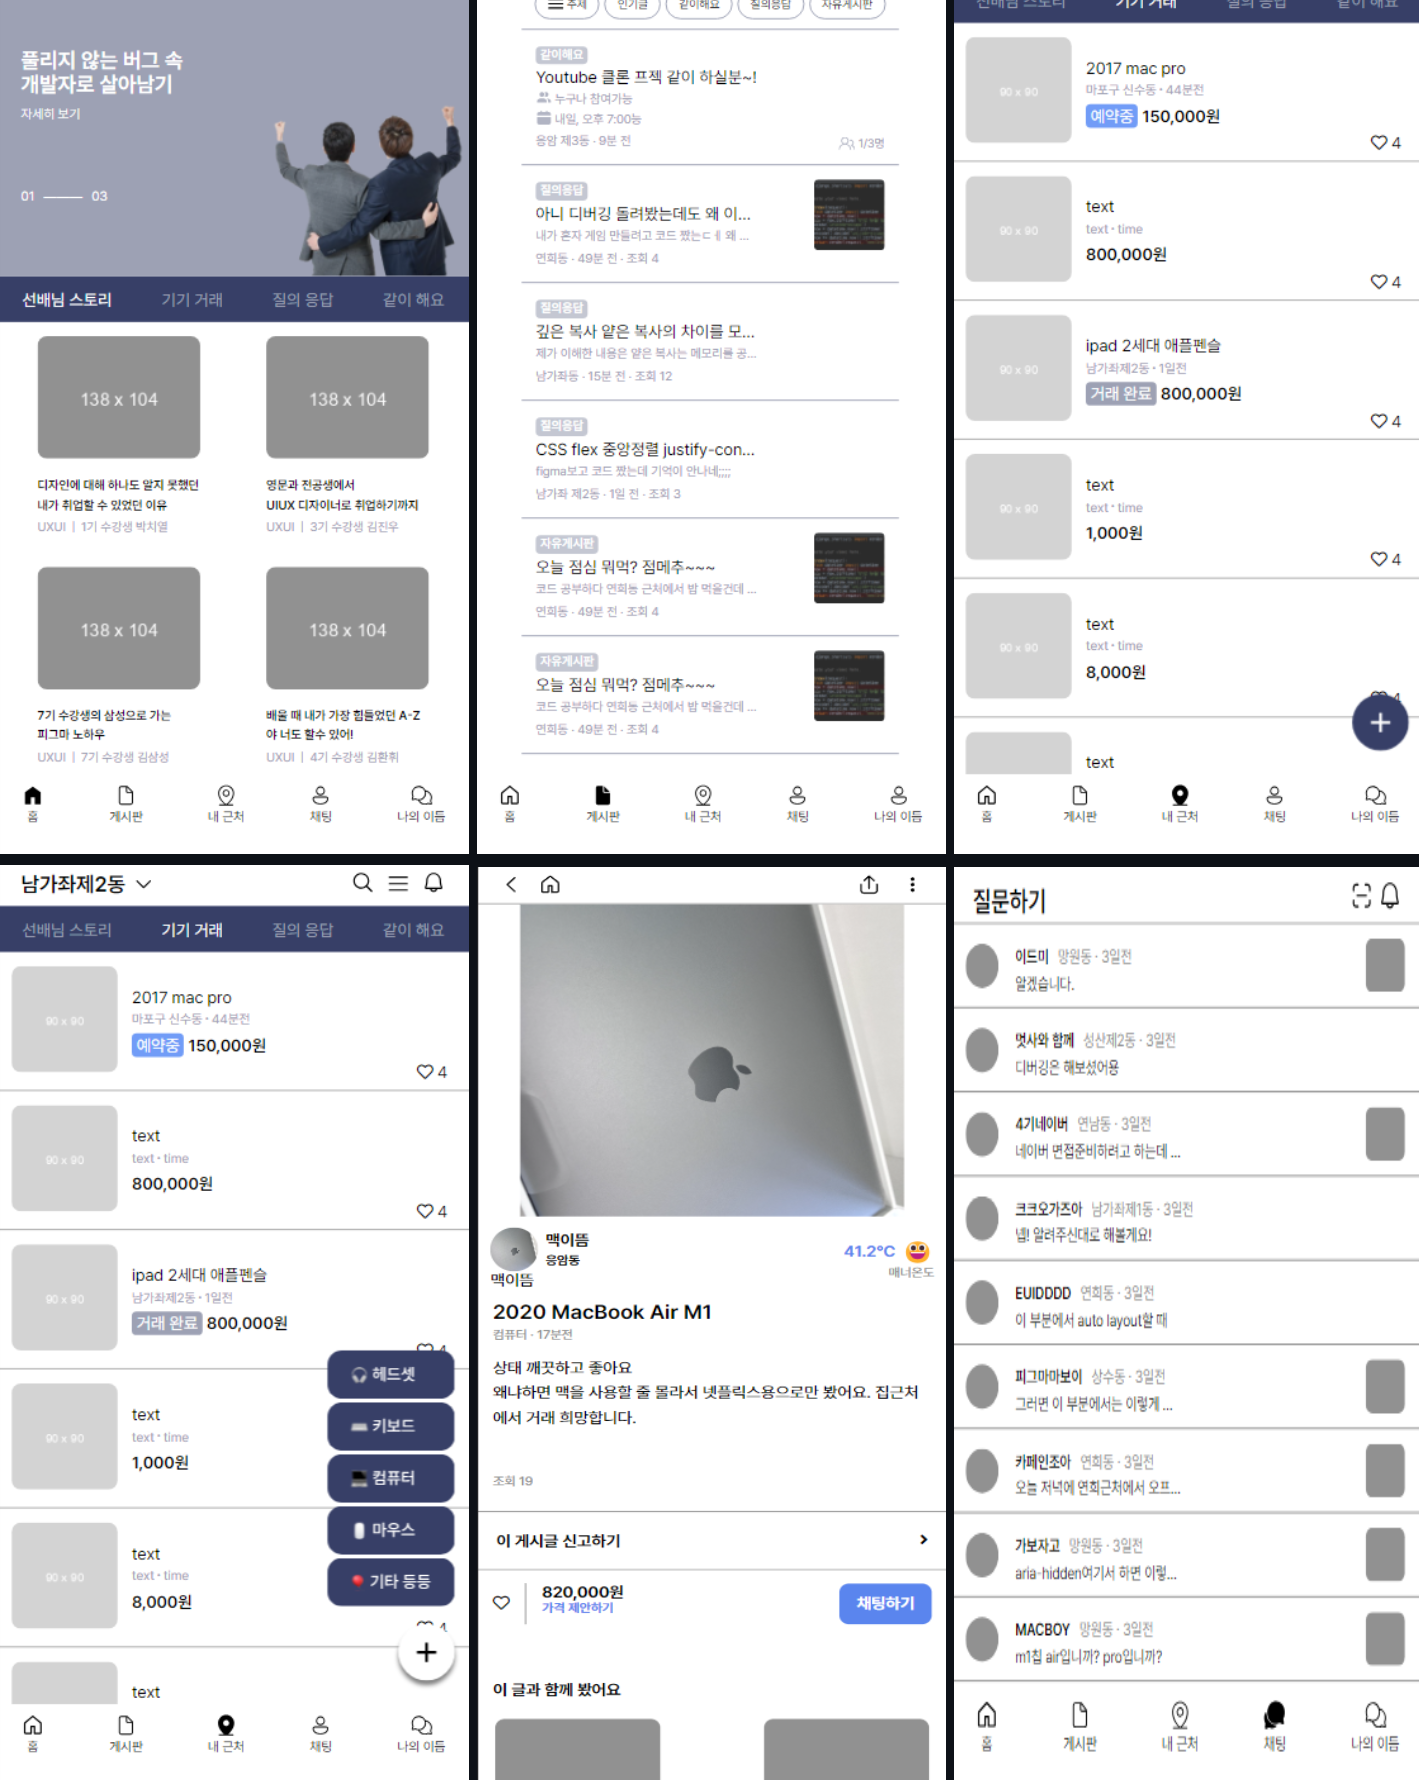 풀리지 않는 버그 속
개발자로 살아남기
자세히 보기
01 03
선배님 스토리 기기 거래 질의 응답 같이 해요
138 x 104 138 x 104
디자인에 대해 하나도 알지 못했던
내가 취업할 수 있었던 이유
UXUI | 1기 수강생 박치열
영문과 전공생에서
UIUX 디자이너로 취업하기까지
UXUI | 3기 수강생 김진우
138 x 104 138 x 104
7기 수강생의 삼성으로 가는
피그마 노하우
UXUI | 7기 수강생 김삼성
배울 때 내가 가장 힘들었던 A-Z
야 너도 할수 있어!
UXUI | 4기 수강생 김환휘
홈 게시판 내 근처 채팅 나의 이듬
주제 인기글 같이해요 질의응답 자유게시판
같이해요
Youtube 클론 프젝 같이 하실분~!
누구나 참여가능
내일, 오후 7:00능
응암 제3동 · 9분 전 1/3명
질의응답
아니 디버깅 돌려봤는데도 왜 이...
내가 혼자 게임 만들려고 코드 짰는ㄷㅔ 왜 ...
연희동 · 49분 전 · 조회 4
질의응답
깊은 복사 얕은 복사의 차이를 모...
제가 이해한 내용은 얕은 복사는 메모리를 공...
남가좌동 · 15분 전 · 조회 12
질의응답
CSS flex 중앙정렬 justify-con...
figma보고 코드 짰는데 기억이 안나네;;;;
남가좌 제2동 · 1일 전 · 조회 3
자유게시판
오늘 점심 뭐먹? 점메추~~~
코드 공부하다 연희동 근처에서 밥 먹을건데 ...
연희동 · 49분 전 · 조회 4
자유게시판
오늘 점심 뭐먹? 점메추~~~
코드 공부하다 연희동 근처에서 밥 먹을건데 ...
연희동 · 49분 전 · 조회 4
홈 게시판 내 근처 채팅 나의 이듬
선배님 스토리 기기 거래 질의 응답 같이 해요
90 x 90
2017 mac pro
마포구 신수동 · 44분전
예약중 150,000원
4
90 x 90
text
text · time
800,000원
4
90 x 90
ipad 2세대 애플펜슬
남가좌제2동 · 1일전
거래 완료 800,000원
4
90 x 90
text
text · time
1,000원
4
90 x 90
text
text · time
8,000원
4
+
text
홈 게시판 내 근처 채팅 나의 이듬
남가좌제2동
선배님 스토리 기기 거래 질의 응답 같이 해요
90 x 90
2017 mac pro
마포구 신수동 · 44분전
예약중 150,000원
4
90 x 90
text
text · time
800,000원
4
90 x 90
ipad 2세대 애플펜슬
남가좌제2동 · 1일전
거래 완료 800,000원
4
헤드셋
키보드
컴퓨터
마우스
기타 등등
90 x 90
text
text · time
1,000원
90 x 90
text
text · time
8,000원
4
+
text
홈 게시판 내 근처 채팅 나의 이듬
맥이뜸
응암동
맥이뜸
41.2°C
매너온도
2020 MacBook Air M1
컴퓨터 · 17분전
상태 깨끗하고 좋아요
왜냐하면 맥을 사용할 줄 몰라서 넷플릭스용으로만 봤어요. 집근처
에서 거래 희망합니다.
조회 19
이 게시글 신고하기
820,000원
가격 제안하기
채팅하기
이 글과 함께 봤어요
질문하기
이드미 망원동 · 3일전
알겠습니다.
멋사와 함께 성산제2동 · 3일전
디버깅은 해보셨어용
4기네이버 연남동 · 3일전
네이버 면접준비하려고 하는데 ...
크크오가즈아 남가좌제1동 · 3일전
넵! 알려주신대로 해볼게요!
EUIDDDD 연희동 · 3일전
이 부분에서 auto layout할 때
피그마마보이 상수동 · 3일전
그러면 이 부분에서는 이렇게 ...
카페인조아 연희동 · 3일전
오늘 저녁에 연희근처에서 오프...
가보자고 망원동 · 3일전
aria-hidden여기서 하면 이렇...
MACBOY 망원동 · 3일전
m1칩 air입니까? pro입니까?
홈 게시판 내 근처 채팅 나의 이듬